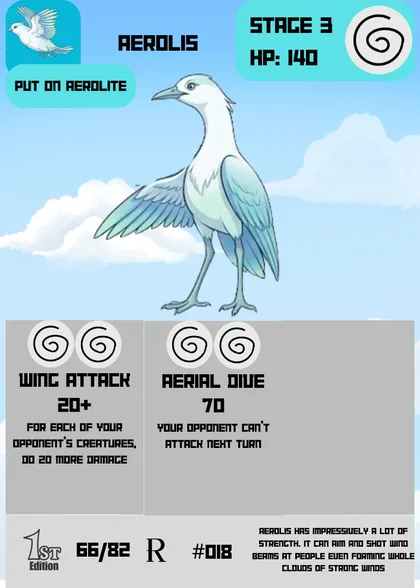 AEROLIS
STAGE 3
HP: 140
PUT ON AEROLITE
WING ATTACK
20+
FOR EACH OF YOUR
OPPONENT'S CREATURES,
DO 20 MORE DAMAGE
AERIAL DIVE
70
YOUR OPPONENT CAN'T
ATTACK NEXT TURN
1ST
Edition
66/82
R
#018
AEROLIS HAS IMPRESSIVELY A LOT OF
STRENGTH. IT CAN AIM AND SHOT WIND
BEAMS AT PEOPLE EVEN FORMING WHOLE
CLOUDS OF STRONG WINDS